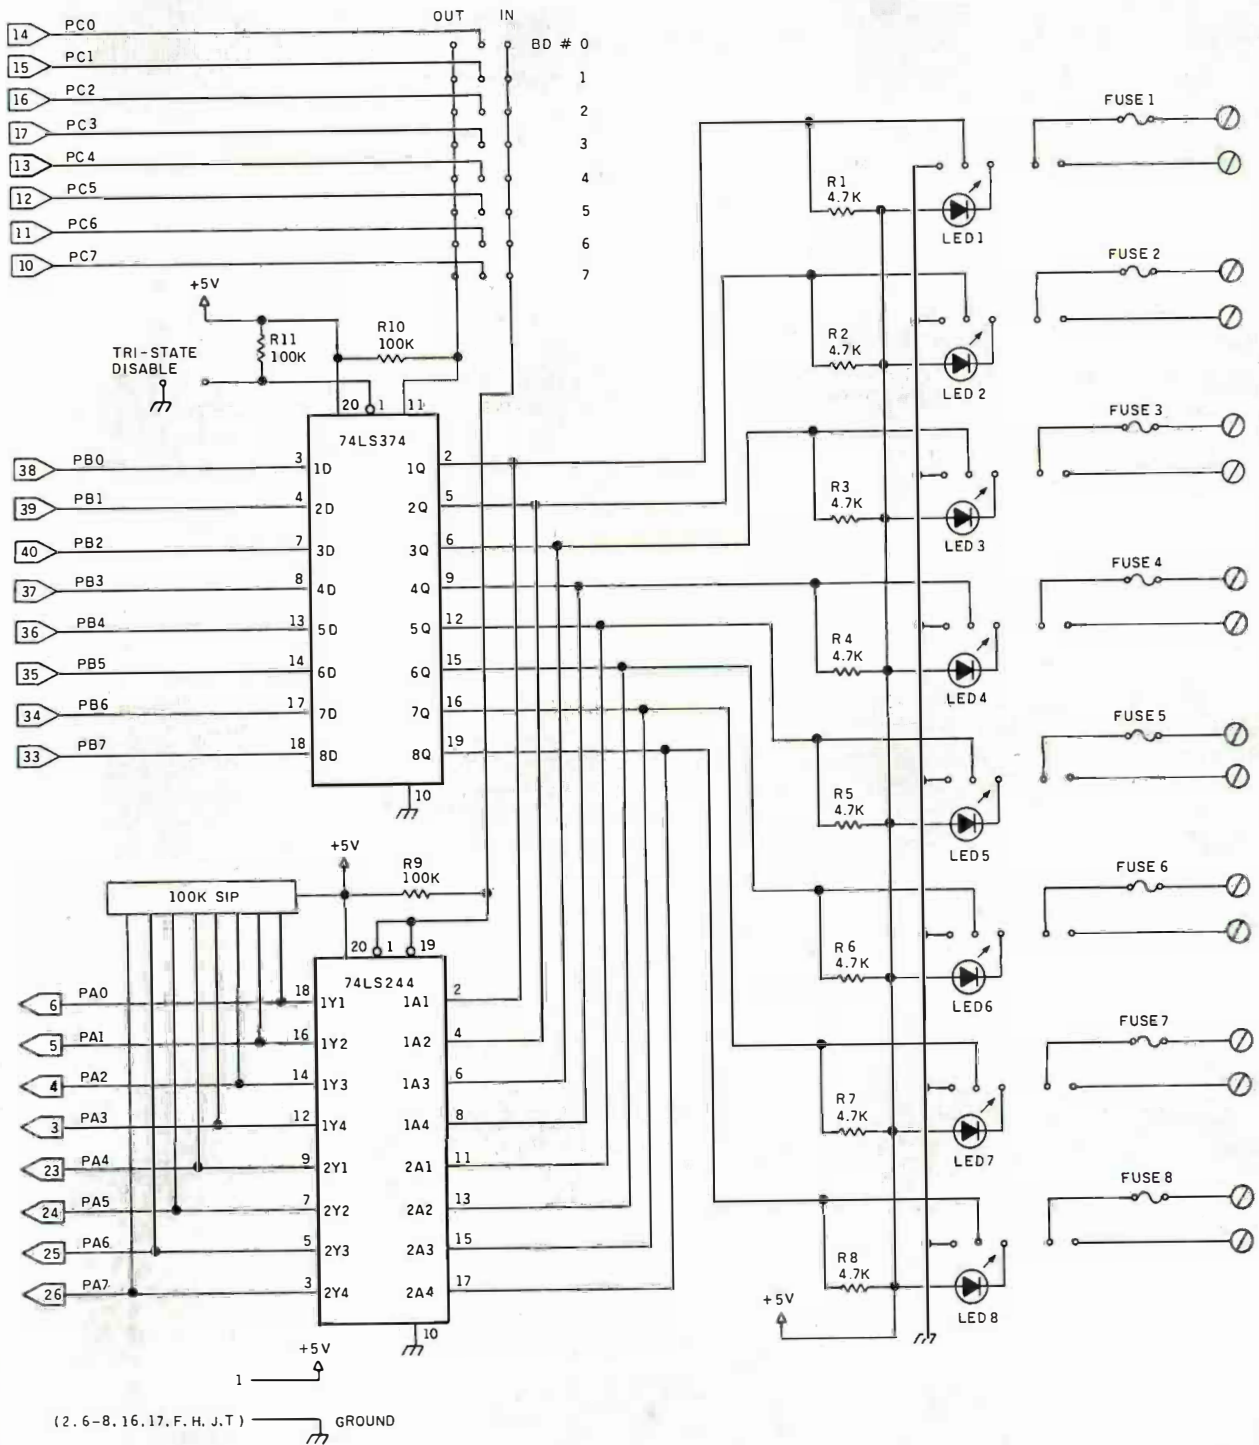 OUT IN
14 PC0
BD # 0
15 PC1
1
16 PC2
2
17 PC3
3
13 PC4
4
12 PC5
5
11 PC6
6
10 PC7
7
+5V
R11
100K
R10
100K
TRI-STATE
DISABLE
20 1 11
74LS374
38 PB0 3 1D 1Q 2
39 PB1 4 2D 2Q 5
40 PB2 7 3D 3Q 6
37 PB3 8 4D 4Q 9
36 PB4 13 5D 5Q 12
35 PB5 14 6D 6Q 15
34 PB6 17 7D 7Q 16
33 PB7 18 8D 8Q 19
10
+5V
R9
100K
100K SIP
20 1 19
74LS244
6 PA0 18 1Y1 1A1 2
5 PA1 16 1Y2 1A2 4
4 PA2 14 1Y3 1A3 6
3 PA3 12 1Y4 1A4 8
23 PA4 9 2Y1 2A1 11
24 PA5 7 2Y2 2A2 13
25 PA6 5 2Y3 2A3 15
26 PA7 3 2Y4 2A4 17
10
+5V
1
(2, 6-8, 16, 17, F, H, J, T) GROUND
FUSE 1
R1
4.7K
LED1
FUSE 2
R2
4.7K
LED 2
FUSE 3
R3
4.7K
LED 3
FUSE 4
R4
4.7K
LED4
FUSE 5
R5
4.7K
LED5
FUSE 6
R6
4.7K
LED6
FUSE7
R7
4.7K
LED7
FUSE 8
R8
4.7K
LED8
+5V